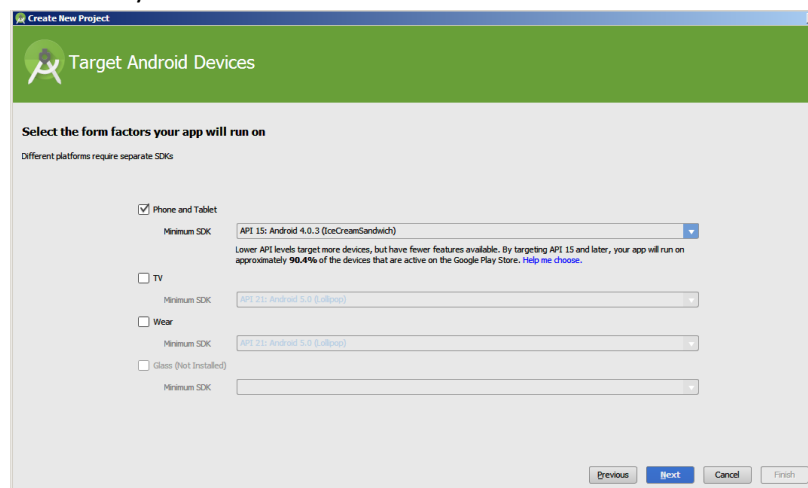 Create New Project
Target Android Devices
Select the form factors your app will run on
Different platforms require separate SDKs
Phone and Tablet
Minimum SDK
API 15: Android 4.0.3 (IceCreamSandwich)
Lower API levels target more devices, but have fewer features available. By targeting API 15 and later, your app will run on
approximately 90.4% of the devices that are active on the Google Play Store. Help me choose.
TV
Minimum SDK
API 21: Android 5.0 (Lollipop)
Wear
Minimum SDK
API 21: Android 5.0 (Lollipop)
Glass (Not Installed)
Minimum SDK
Previous Next Cancel Finish